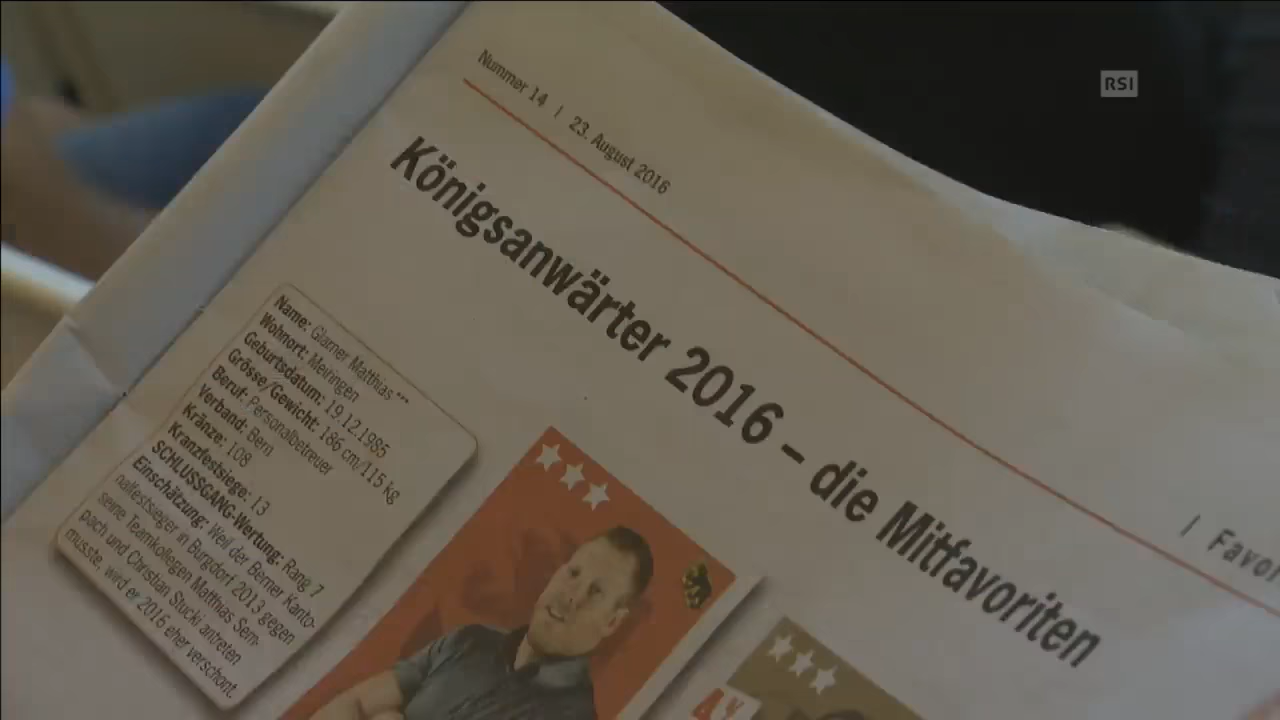 RSI
Nummer 14 | 23. August 2016
Königsanwärter 2016 – die Mitfavoriten
| Favor
Name: Glarner Matthias ***
Wohnort: Meiringen
Geburtsdatum: 19.12.1985
Grösse/Gewicht: 186 cm/115 kg
Beruf: Personalbetreuer
Verband: Bern
Kränze: 108
Kranzfestsiege: 13
SCHLUSSGANG-Wertung: Rang 7
Einschätzung: Weil der Berner Kanto-
nalfestsieger in Burgdorf 2013 gegen
seine Teamkollegen Matthias Sem-
pach und Christian Stucki antreten
musste, wird er 2016 eher verschont.